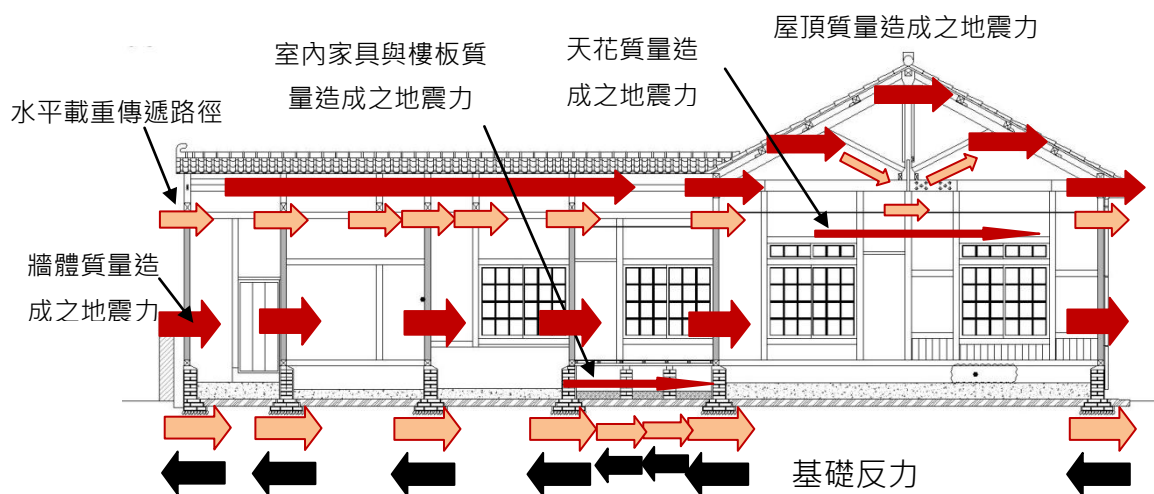 屋頂質量造成之地震力
室內家具與樓板質
量造成之地震力
天花質量造
成之地震力
水平載重傳遞路徑
牆體質量造
成之地震力
基礎反力